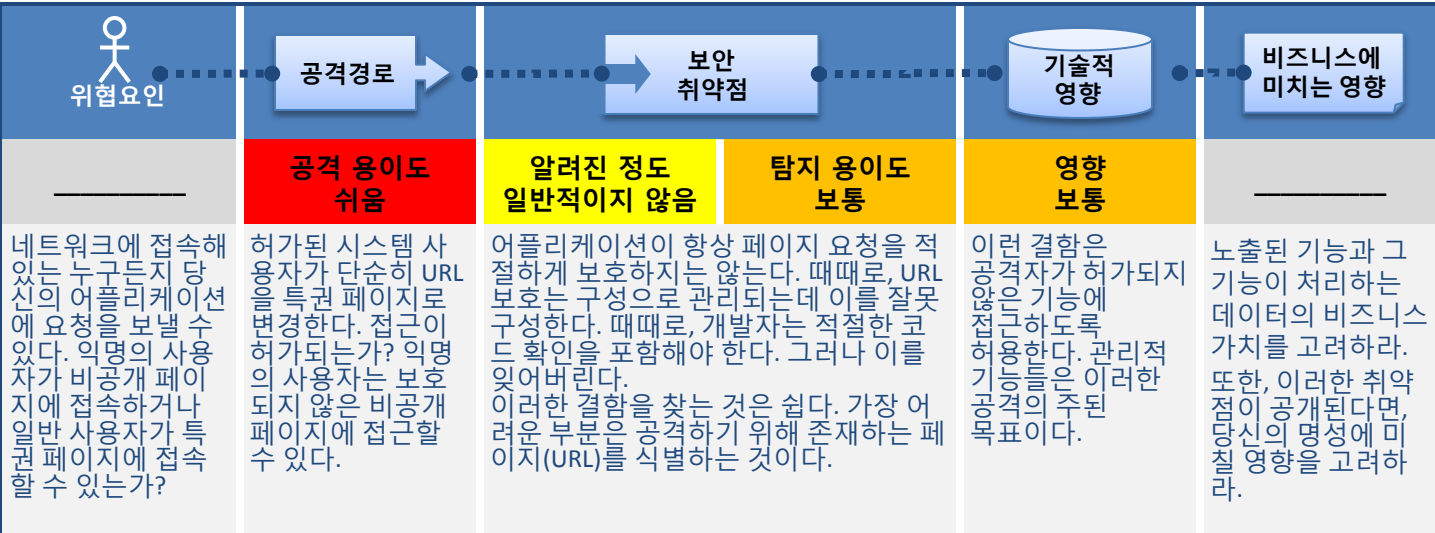 위협요인
공격경로
보안
취약점
기술적
영향
비즈니스에
미치는 영향
공격 용이도
쉬움
알려진 정도
일반적이지 않음
탐지 용이도
보통
영향
보통
네트워크에 접속해
있는 누구든지 당
신의 어플리케이션
에 요청을 보낼 수
있다. 익명의 사용
자가 비공개 페이
지에 접속하거나
일반 사용자가 특
권 페이지에 접속
할 수 있는가?
허가된 시스템 사
용자가 단순히 URL
을 특권 페이지로
변경한다. 접근이
허가되는가? 익명
의 사용자는 보호
되지 않은 비공개
페이지에 접근할
수 있다.
어플리케이션이 항상 페이지 요청을 적
절하게 보호하지는 않는다. 때때로, URL
보호는 구성으로 관리되는데 이를 잘못
구성한다. 때때로, 개발자는 적절한 코
드 확인을 포함해야 한다. 그러나 이를
잊어버린다.
이러한 결함을 찾는 것은 쉽다. 가장 어
려운 부분은 공격하기 위해 존재하는 페
이지(URL)를 식별하는 것이다.
이런 결함은
공격자가 허가되지
않은 기능에
접근하도록
허용한다. 관리적
기능들은 이러한
공격의 주된
목표이다.
노출된 기능과 그
기능이 처리하는
데이터의 비즈니스
가치를 고려하라.
또한, 이러한 취약
점이 공개된다면,
당신의 명성에 미
칠 영향을 고려하
라.